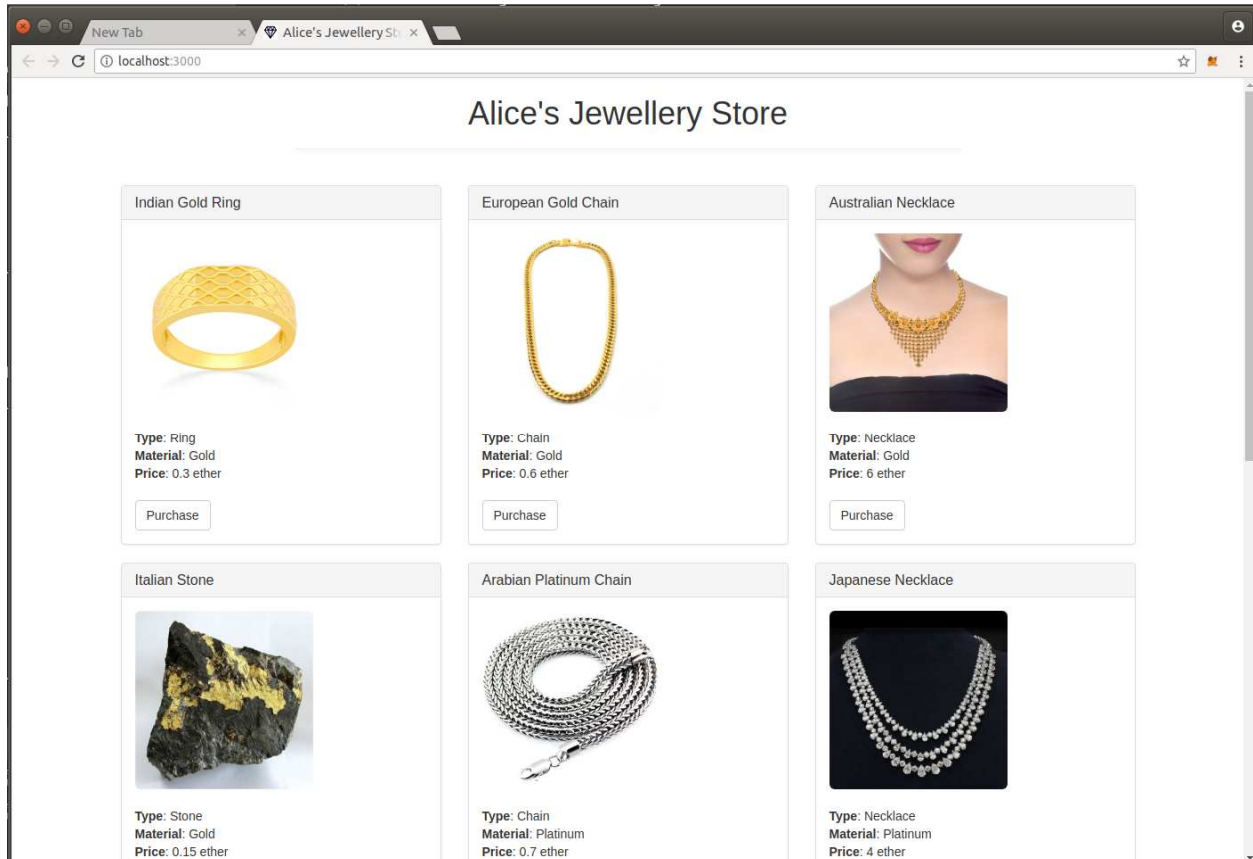 New Tab
Alice's Jewellery St
localhost:3000
Alice's Jewellery Store
Indian Gold Ring
Type: Ring
Material: Gold
Price: 0.3 ether
Purchase
European Gold Chain
Type: Chain
Material: Gold
Price: 0.6 ether
Purchase
Australian Necklace
Type: Necklace
Material: Gold
Price: 6 ether
Purchase
Italian Stone
Type: Stone
Material: Gold
Price: 0.15 ether
Arabian Platinum Chain
Type: Chain
Material: Platinum
Price: 0.7 ether
Japanese Necklace
Type: Necklace
Material: Platinum
Price: 4 ether